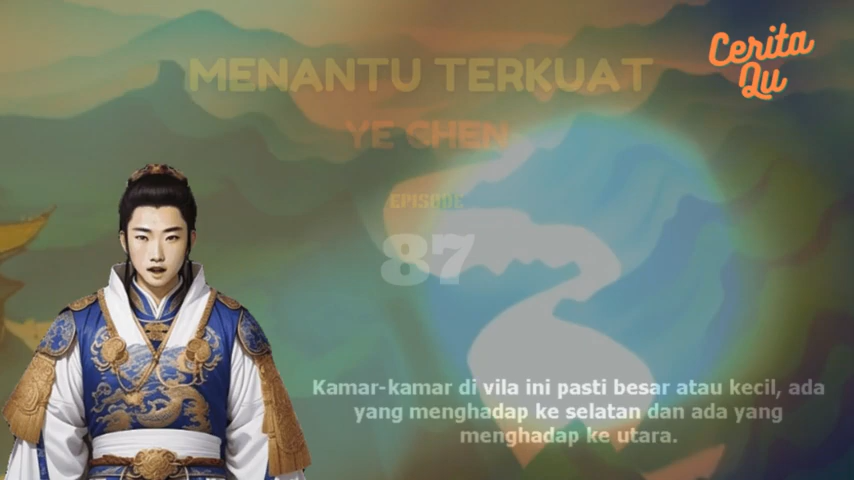 Cerita
Qu
MENANTU TERKUAT
YE CHEN
EPISODE
87
Kamar-kamar di vila ini pasti besar atau kecil, ada
yang menghadap ke selatan dan ada yang
menghadap ke utara.